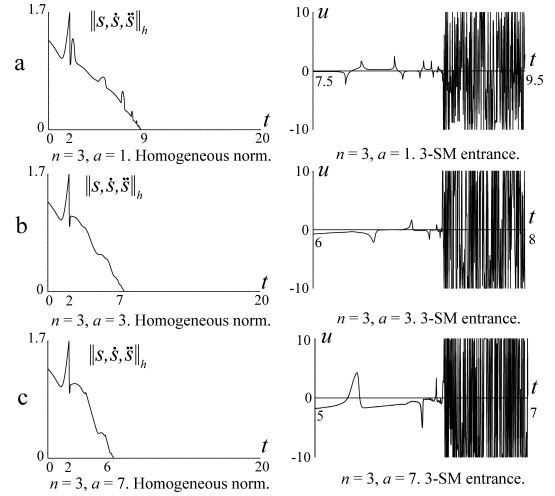 1.7
‖s, ṡ, s̈‖h
a
0
0 2 9 20
t
n = 3, a = 1. Homogeneous norm.
10
u
0
-10
7.5
t
9.5
n = 3, a = 1. 3-SM entrance.
1.7
‖s, ṡ, s̈‖h
b
0
0 2 7 20
t
n = 3, a = 3. Homogeneous norm.
10
u
0
-10
6
t
8
n = 3, a = 3. 3-SM entrance.
1.7
‖s, ṡ, s̈‖h
c
0
0 2 6 20
t
n = 3, a = 7. Homogeneous norm.
10
u
0
-10
5
t
7
n = 3, a = 7. 3-SM entrance.